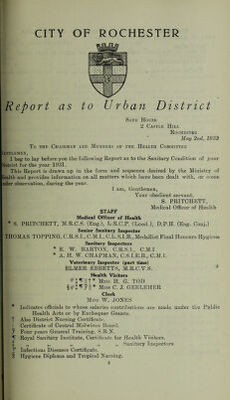 CITY OF ROCHESTER
Report as to Urban District
2 CASTLE HILL
ROCHESTER
May 2nd, 1932
TO THE CHAIRMAN AND MEMBERS OF THE HEALTH COMMITTEE
GENTLEMEN,
I beg to lay before you the following Report as to the Sanitary Condition of your
District for the year 1931.
This Report is drawn up in the form and sequence desired by the Ministry of
Health and provides information on all matters which have been dealt with, or come
under observation, during the year.
I am, Gentlemen,
Your obedient servant,
S. PRITCHETT,
Medical Officer of Health
STAFF
Medical Officer of Health
* S. PRITCHETT, M.R.C.S. (Eng.), L.R.C.P. (Lond.), D.P.H. (Eng. Conj.)
Senior Sanitary Inspector
THOMAS TOPPING, C.R.S.I., C.M.I., Medallist Final Honours Hygiene
Sanitary Inspectors
* E. W. BARTON, C.R.S.I., C.M.I.
* A. H. W. CHAPMAN, C.S.I.E.B., C.M.I.
Veterinary Inspector (part time)
ELMER EBBETTS, M.R.C.V.S.
Health Visitors
Miss H. G. TOD
Miss C. J. GEELEHER
Clerk
Miss W. JONES
* Indicates officials to whose salaries contributions are made under the Public
Health Acts or by Exchequer Grants.
† Also District Nursing Certificate.
Certificate of Central Midwives Board.
Four years General Training, S.R.N.
¶ Royal Sanitary Institute, Certificate for Health Visitors.
Sanitary Inspectors
Infectious Diseases Certificate.
Hygiene Diploma and Tropical Nursing.